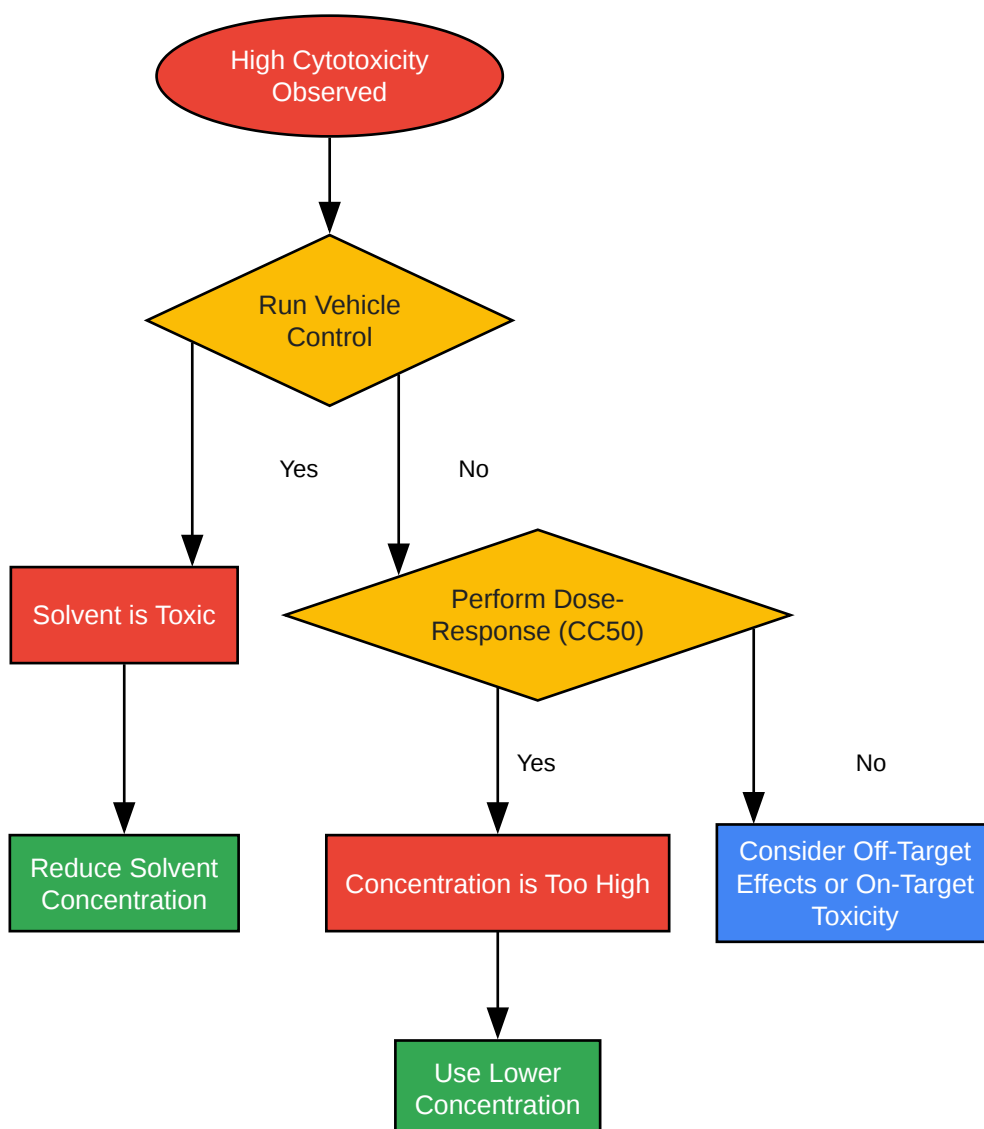 High Cytotoxicity
Observed
Run Vehicle
Control
Yes
No
Solvent is Toxic
Perform Dose-
Response (CC50)
Yes
No
Reduce Solvent
Concentration
Concentration is Too High
Consider Off-Target
Effects or On-Target
Toxicity
Use Lower
Concentration